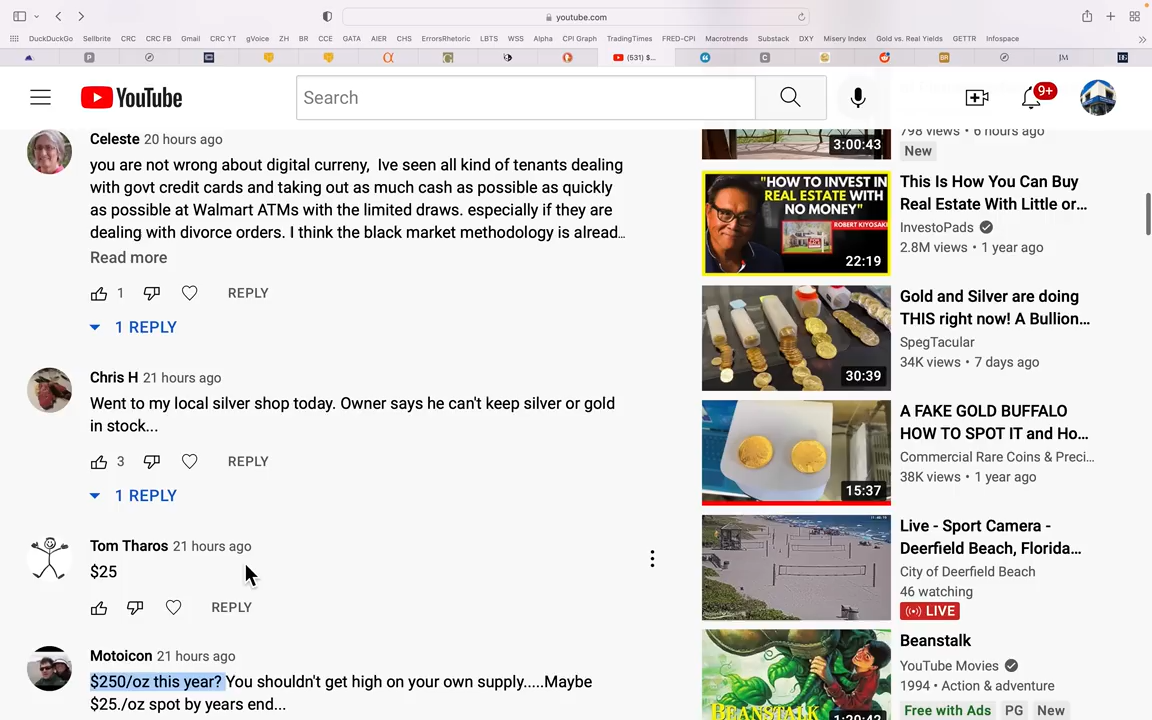 youtube.com
DuckDuckGo Sellbrite CRC CRC FB Gmail CRC YT gVoice ZH BR CCE GATA AIER CHS ErrorsRhetoric LBTS WSS Alpha CPI Graph TradingTimes FRED-CPI Macrotrends Substack DXY Misery Index Gold vs. Real Yields GETTR Infospace
(531) $...
YouTube
Search
9+
Celeste 20 hours ago
you are not wrong about digital curreny, Ive seen all kind of tenants dealing
with govt credit cards and taking out as much cash as possible as quickly
as possible at Walmart ATMs with the limited draws. especially if they are
dealing with divorce orders. I think the black market methodology is alread...
Read more
1 REPLY
1 REPLY
Chris H 21 hours ago
Went to my local silver shop today. Owner says he can't keep silver or gold
in stock...
3 REPLY
1 REPLY
Tom Tharos 21 hours ago
$25
REPLY
Motoicon 21 hours ago
$250/oz this year? You shouldn't get high on your own supply.....Maybe
$25./oz spot by years end...
3:00:43
798 views • 6 hours ago
New
"HOW TO INVEST IN
REAL ESTATE WITH
NO MONEY"
ROBERT KIYOSAKI
22:19
This Is How You Can Buy
Real Estate With Little or...
InvestoPads
2.8M views • 1 year ago
30:39
Gold and Silver are doing
THIS right now! A Bullion...
SpegTacular
34K views • 7 days ago
15:37
A FAKE GOLD BUFFALO
HOW TO SPOT IT and Ho...
Commercial Rare Coins & Preci...
38K views • 1 year ago
Live - Sport Camera -
Deerfield Beach, Florida...
City of Deerfield Beach
46 watching
LIVE
BEANSTALK
1:20:42
Beanstalk
YouTube Movies
1994 • Action & adventure
Free with Ads PG New